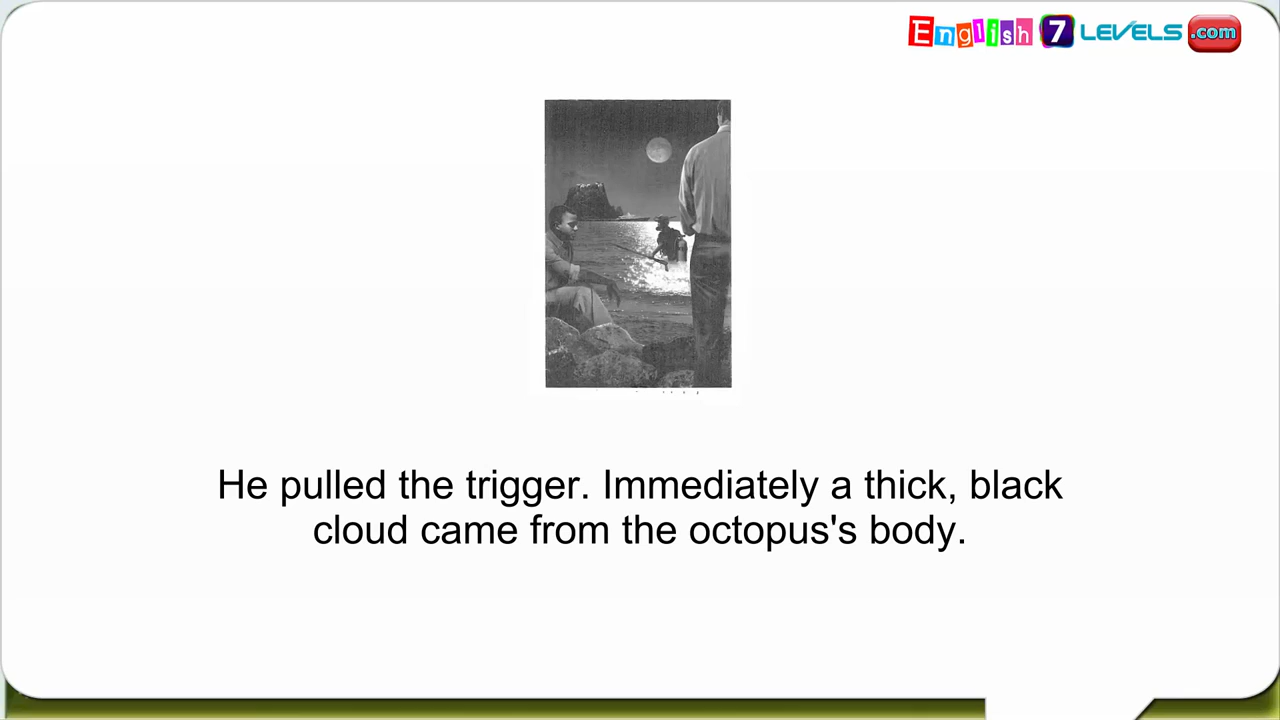 English 7 LEVELS .com
He pulled the trigger. Immediately a thick, black
cloud came from the octopus's body.